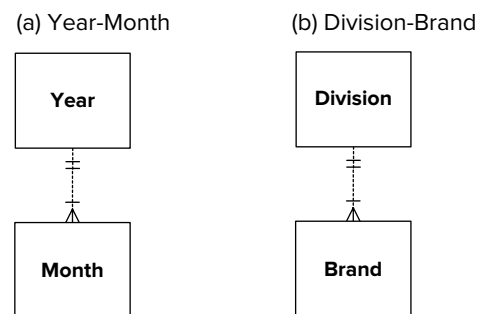 (a) Year-Month
Year
Month
(b) Division-Brand
Division
Brand